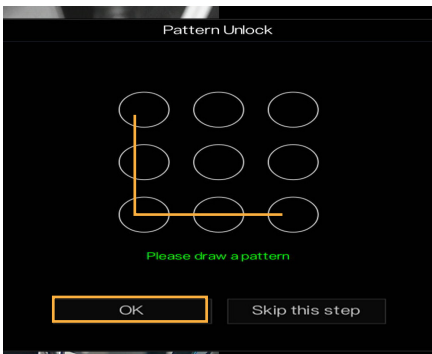 Pattern Unlock
Please draw a pattern
OK
Skip this step